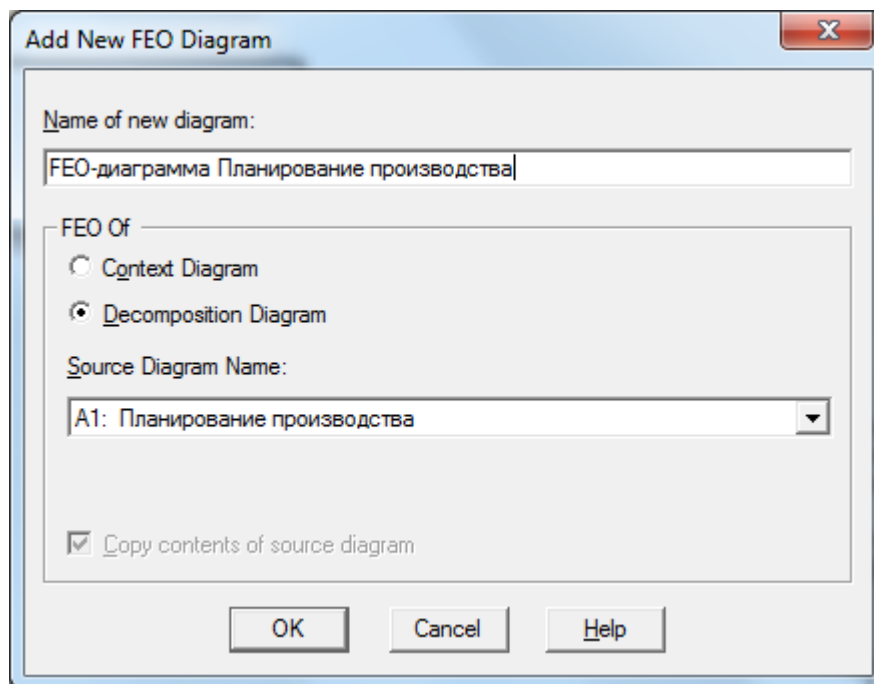 Add New FEO Diagram
Name of new diagram:
FEO-диаграмма Планирование производства
FEO Of
Context Diagram
Decomposition Diagram
Source Diagram Name:
A1: Планирование производства
Copy contents of source diagram
OK Cancel Help